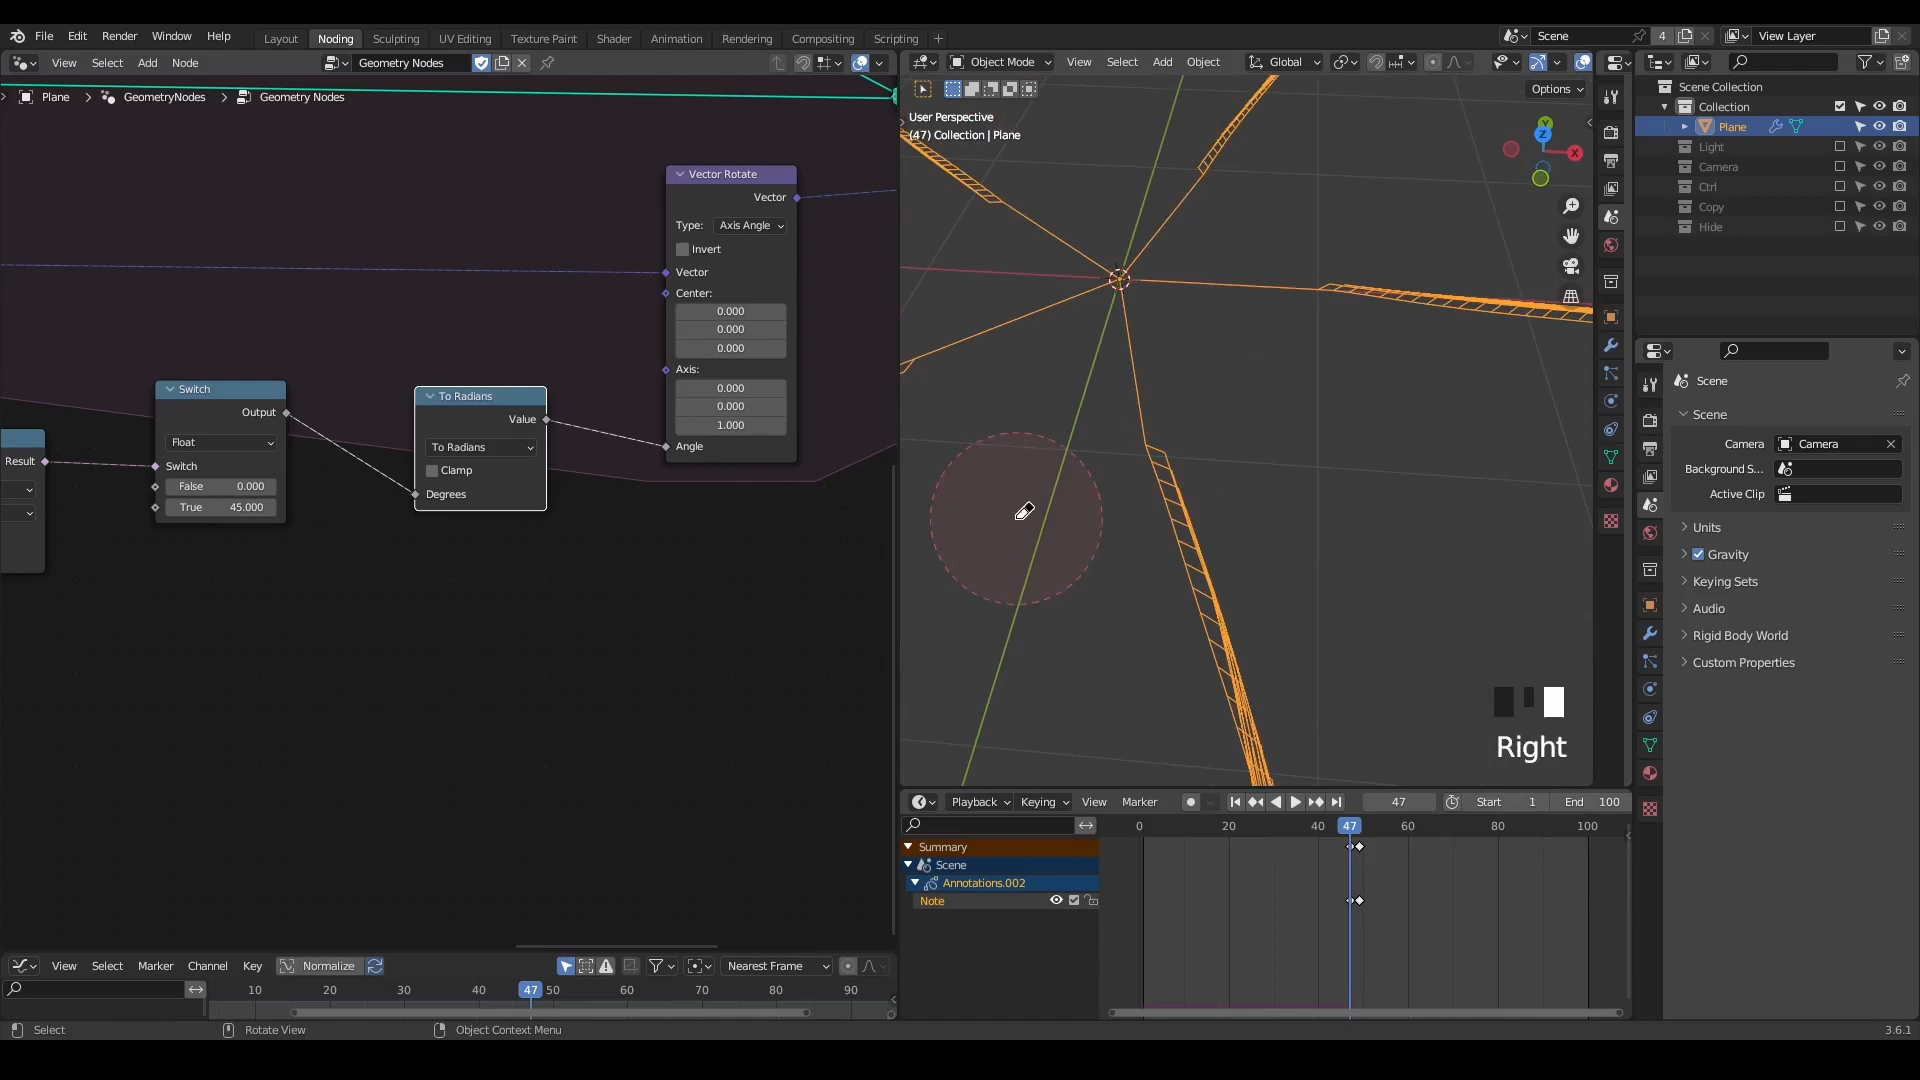 File Edit Render Window Help Layout Noding Sculpting UV Editing Texture Paint Shader Animation Rendering Compositing Scripting + Scene 4 View Layer
View Select Add Node Geometry Nodes
Object Mode View Select Add Object Global
Plane > GeometryNodes > Geometry Nodes
Options
User Perspective
(47) Collection | Plane
Y
Z
X
Vector Rotate
Vector
Type: Axis Angle
Invert
Vector
Center:
0.000
0.000
0.000
Axis:
0.000
0.000
1.000
Angle
Switch
Output
Float
Switch
False 0.000
True 45.000
Result
To Radians
Value
To Radians
Clamp
Degrees
Right
Scene Collection
Collection
Plane
Light
Camera
Ctrl
Copy
Hide
Scene
Scene
Camera Camera
Background S...
Active Clip
Units
Gravity
Keying Sets
Audio
Rigid Body World
Custom Properties
Playback Keying View Marker 47 Start 1 End 100
0 20 40 47 60 80 100
Summary
Scene
Annotations.002
Note
View Select Marker Channel Key Normalize Nearest Frame
10 20 30 40 47 50 60 70 80 90
Select Rotate View Object Context Menu 3.6.1